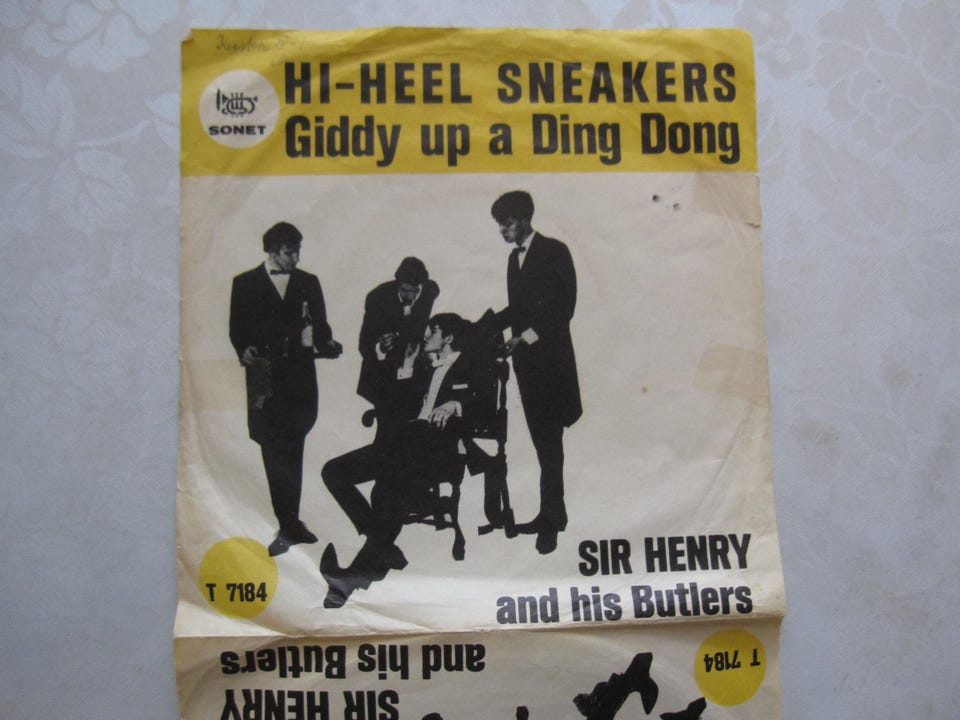 HI-HEEL SNEAKERS
Giddy up a Ding Dong
SONET
T 7184
SIR HENRY
and his Butlers
T 7184
and his Butlers
SIR HENRY